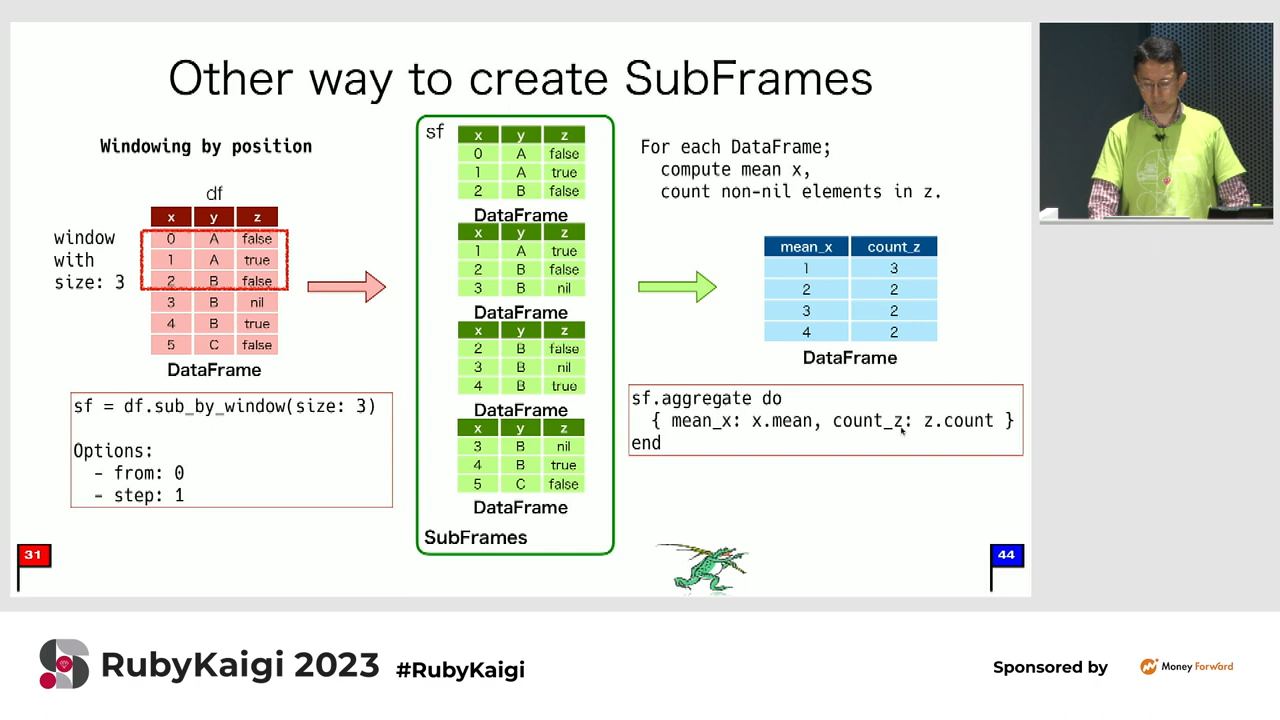 Other way to create SubFrames
Windowing by position
df
window
with
size: 3
x y z
0 A false
1 A true
2 B false
3 B nil
4 B true
5 C false
DataFrame
sf = df.sub_by_window(size: 3)
Options:
- from: 0
- step: 1
sf
x y z
0 A false
1 A true
2 B false
DataFrame
x y z
1 A true
2 B false
3 B nil
DataFrame
x y z
2 B false
3 B nil
4 B true
DataFrame
x y z
3 B nil
4 B true
5 C false
DataFrame
SubFrames
For each DataFrame;
compute mean x,
count non-nil elements in z.
mean_x count_z
1 3
2 2
3 2
4 2
DataFrame
sf.aggregate do
{ mean_x: x.mean, count_z: z.count }
end
31
44
RubyKaigi 2023 #RubyKaigi
Sponsored by Money Forward